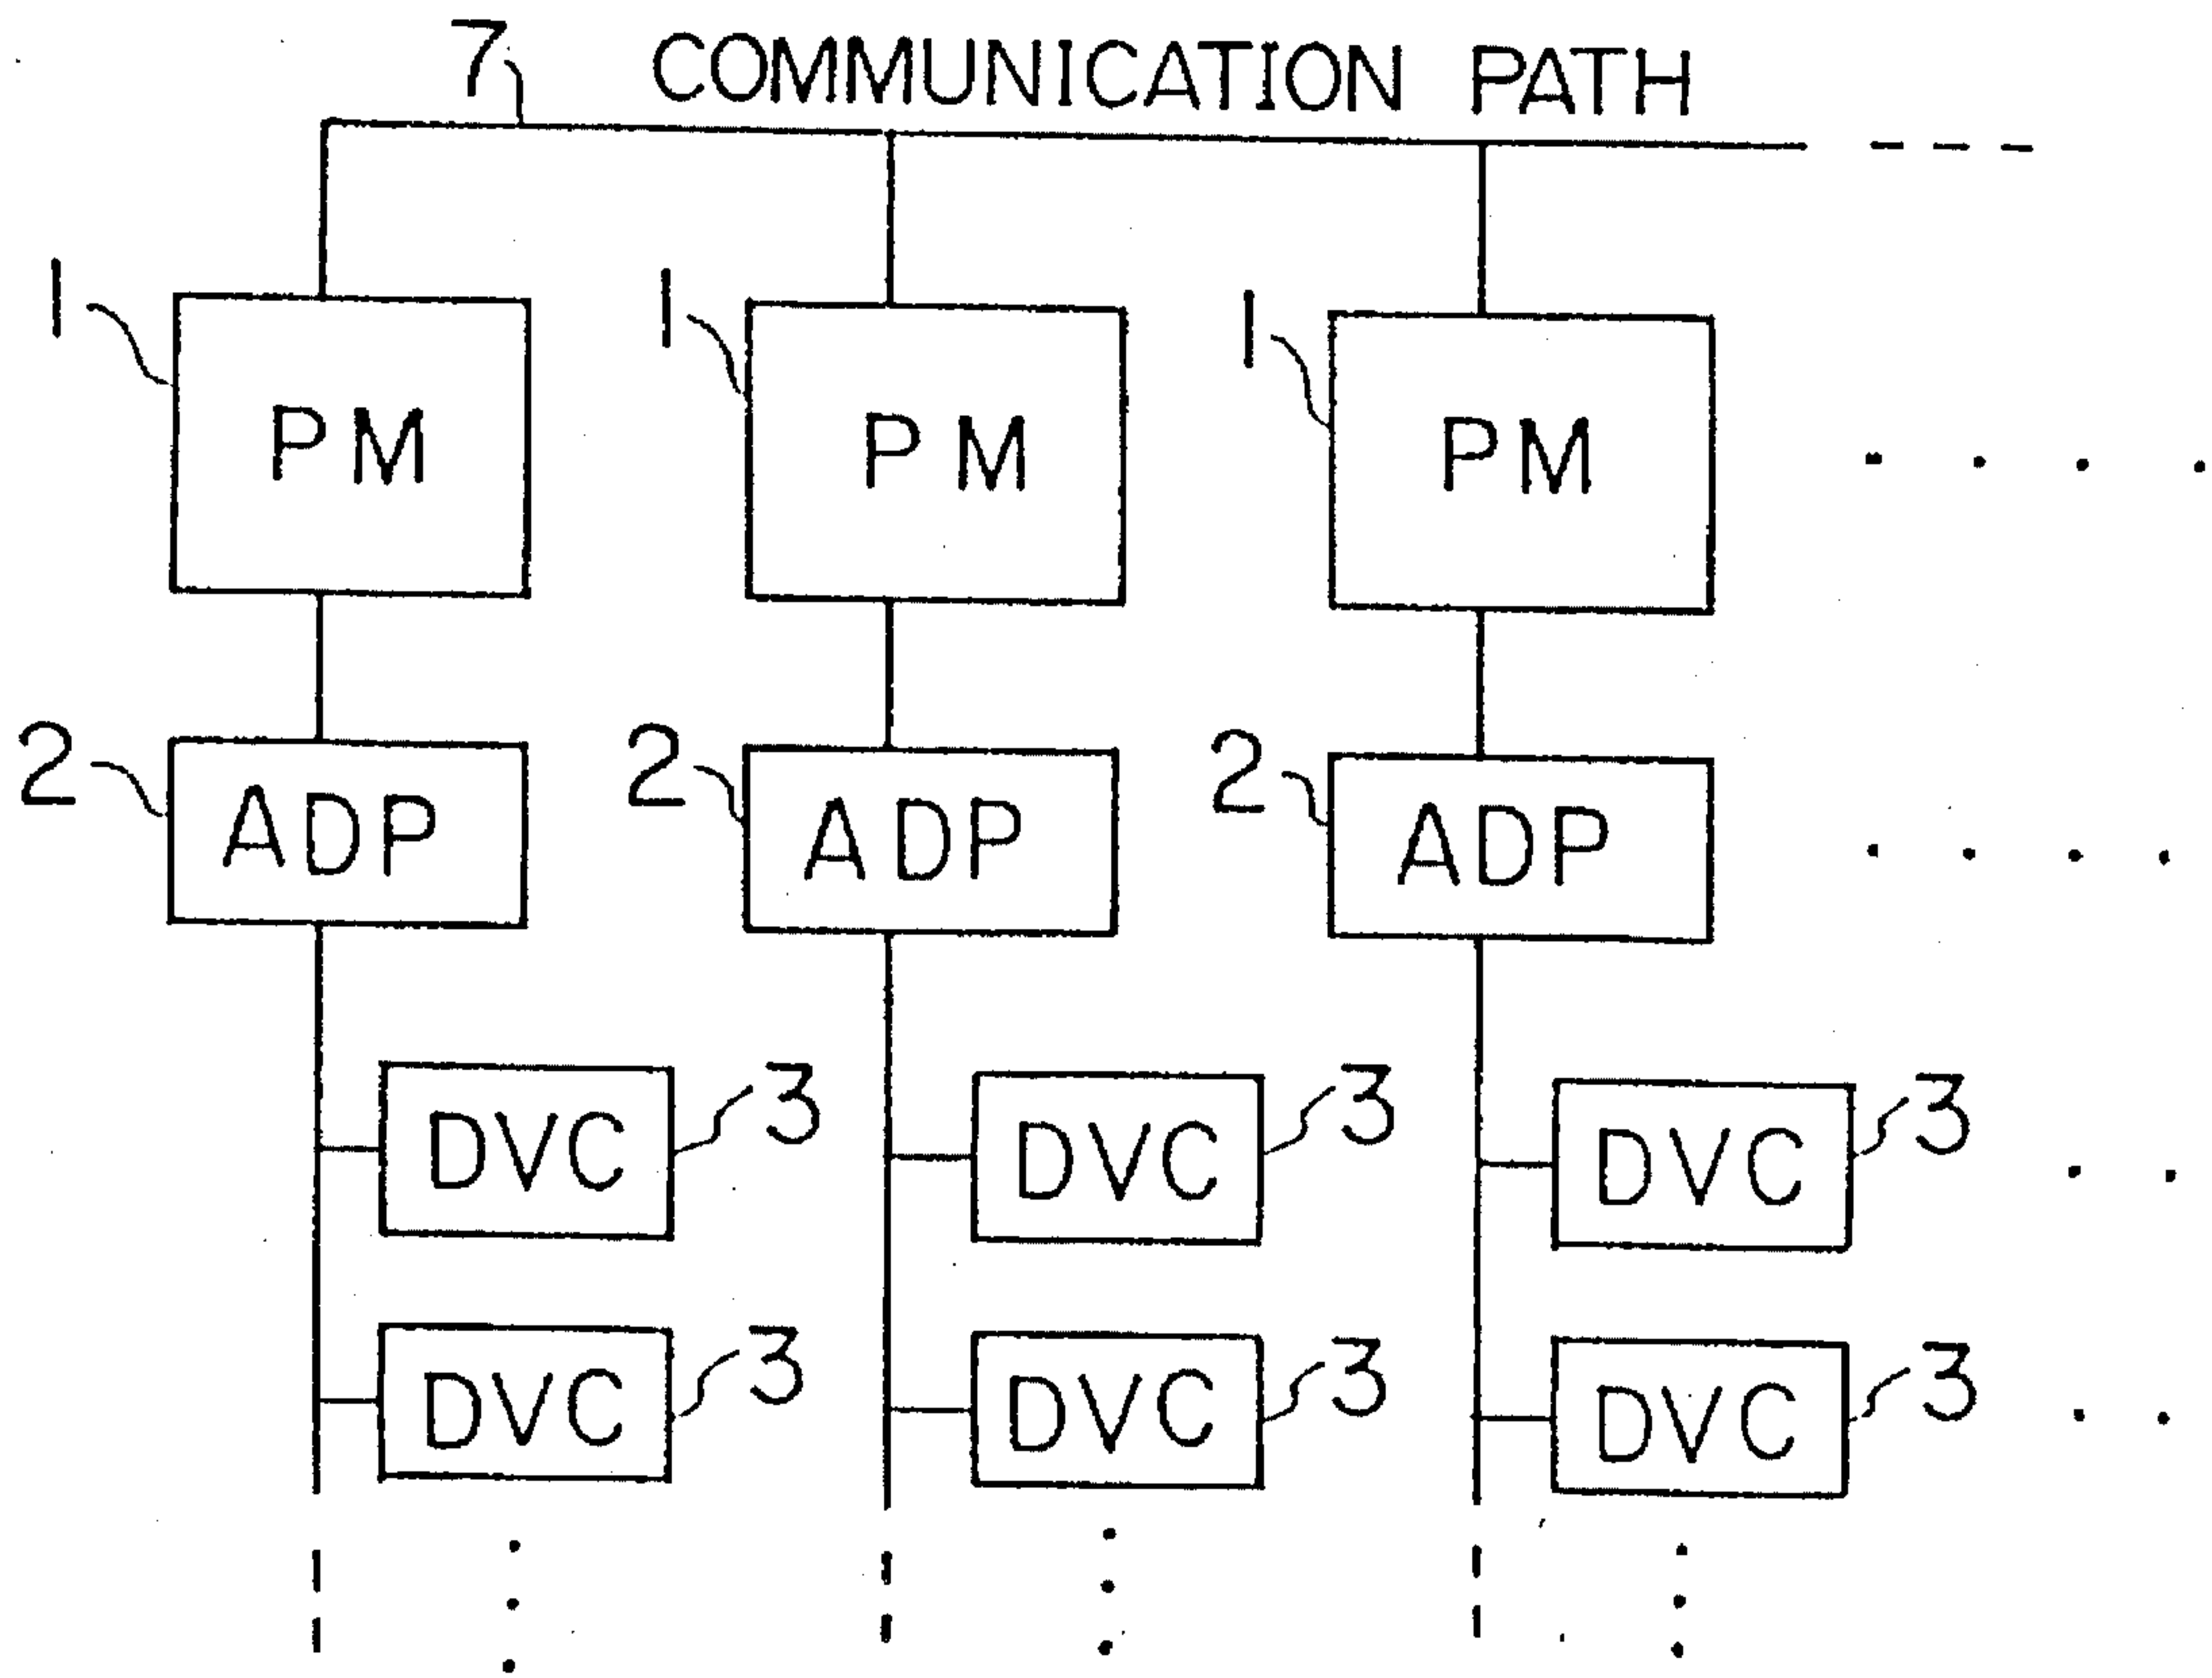 7 COMMUNICATION PATH
1 PM 1 PM 1 PM
2 ADP 2 ADP 2 ADP
DVC 3 DVC 3 DVC 3
DVC 3 DVC 3 DVC 3